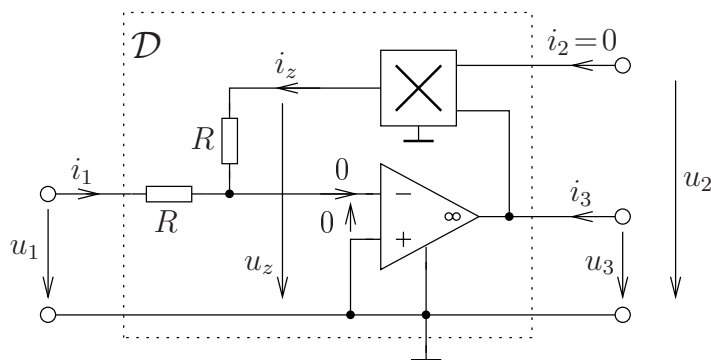 𝒟
i_z
i_2=0
R
i_1
0
−
u_2
R
0
∞
i_3
u_1
u_z
+
u_3